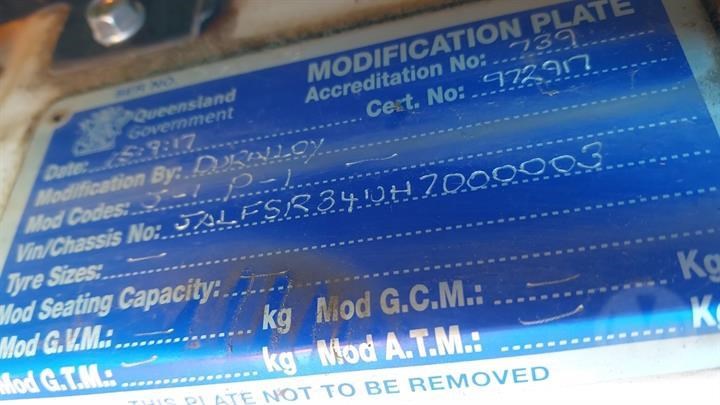 SER NO.
MODIFICATION PLATE
Queensland Government
Accreditation No: 739
Cert. No: 972917
Date: 15.9.17
Modification By: D.KNLOY
Mod Codes: J-1 P-1 —
Vin/Chassis No: JALFSR34UH7000003
Tyre Sizes: —
Mod Seating Capacity:
Mod G.V.M.: — kg Mod G.C.M.: — Kg
Mod G.T.M.: — kg Mod A.T.M.: — KG
THIS PLATE NOT TO BE REMOVED